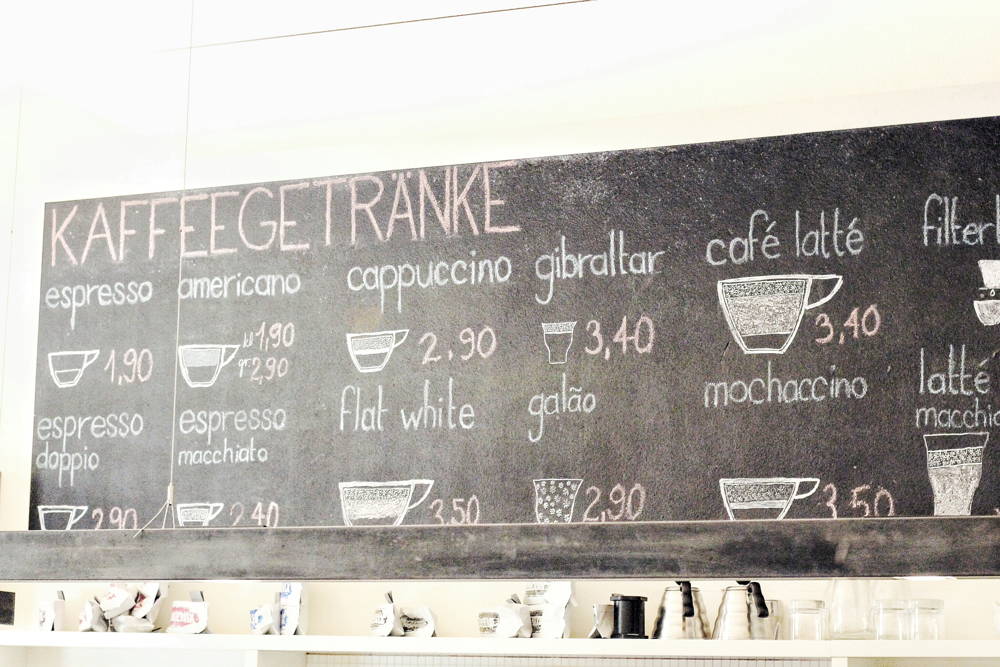 KAFFEEGETRÄNKE
espresso
1,90
americano
kl 1,90
gr. 2,90
cappuccino
2,90
gibraltar
3,40
café latté
3,40
espresso
doppio
2,90
espresso
macchiato
2,40
flat white
3,50
galão
2,90
mochaccino
3,50
latté